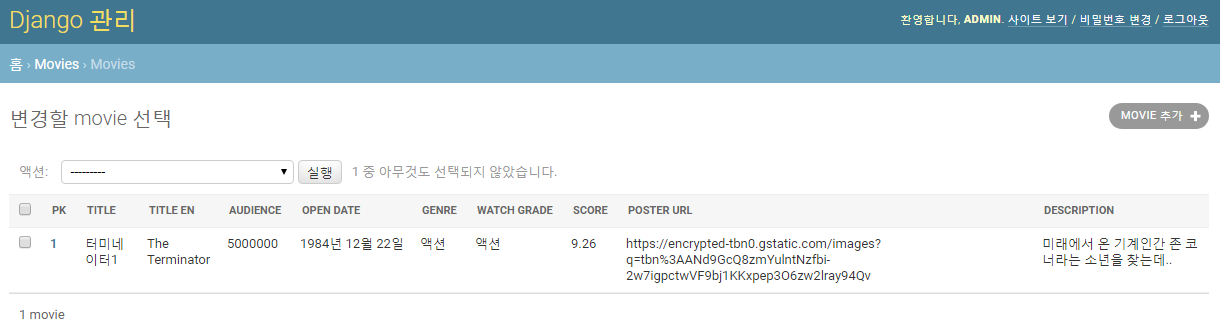 Django 관리
환영합니다, ADMIN. 사이트 보기 / 비밀번호 변경 / 로그아웃
홈 › Movies › Movies
변경할 movie 선택
MOVIE 추가
액션: --------- 실행 1 중 아무것도 선택되지 않았습니다.
PK TITLE TITLE EN AUDIENCE OPEN DATE GENRE WATCH GRADE SCORE POSTER URL DESCRIPTION
1 터미네 The 5000000 1984년 12월 22일 액션 액션 9.26 https://encrypted-tbn0.gstatic.com/images? 미래에서 온 기계인간 존 코
이터1 Terminator q=tbn%3AANd9GcQ8zmYulntNzfbi- 너라는 소년을 찾는데..
2w7igpctwVF9bj1KKxpep3O6zw2lray94Qv
1 movie